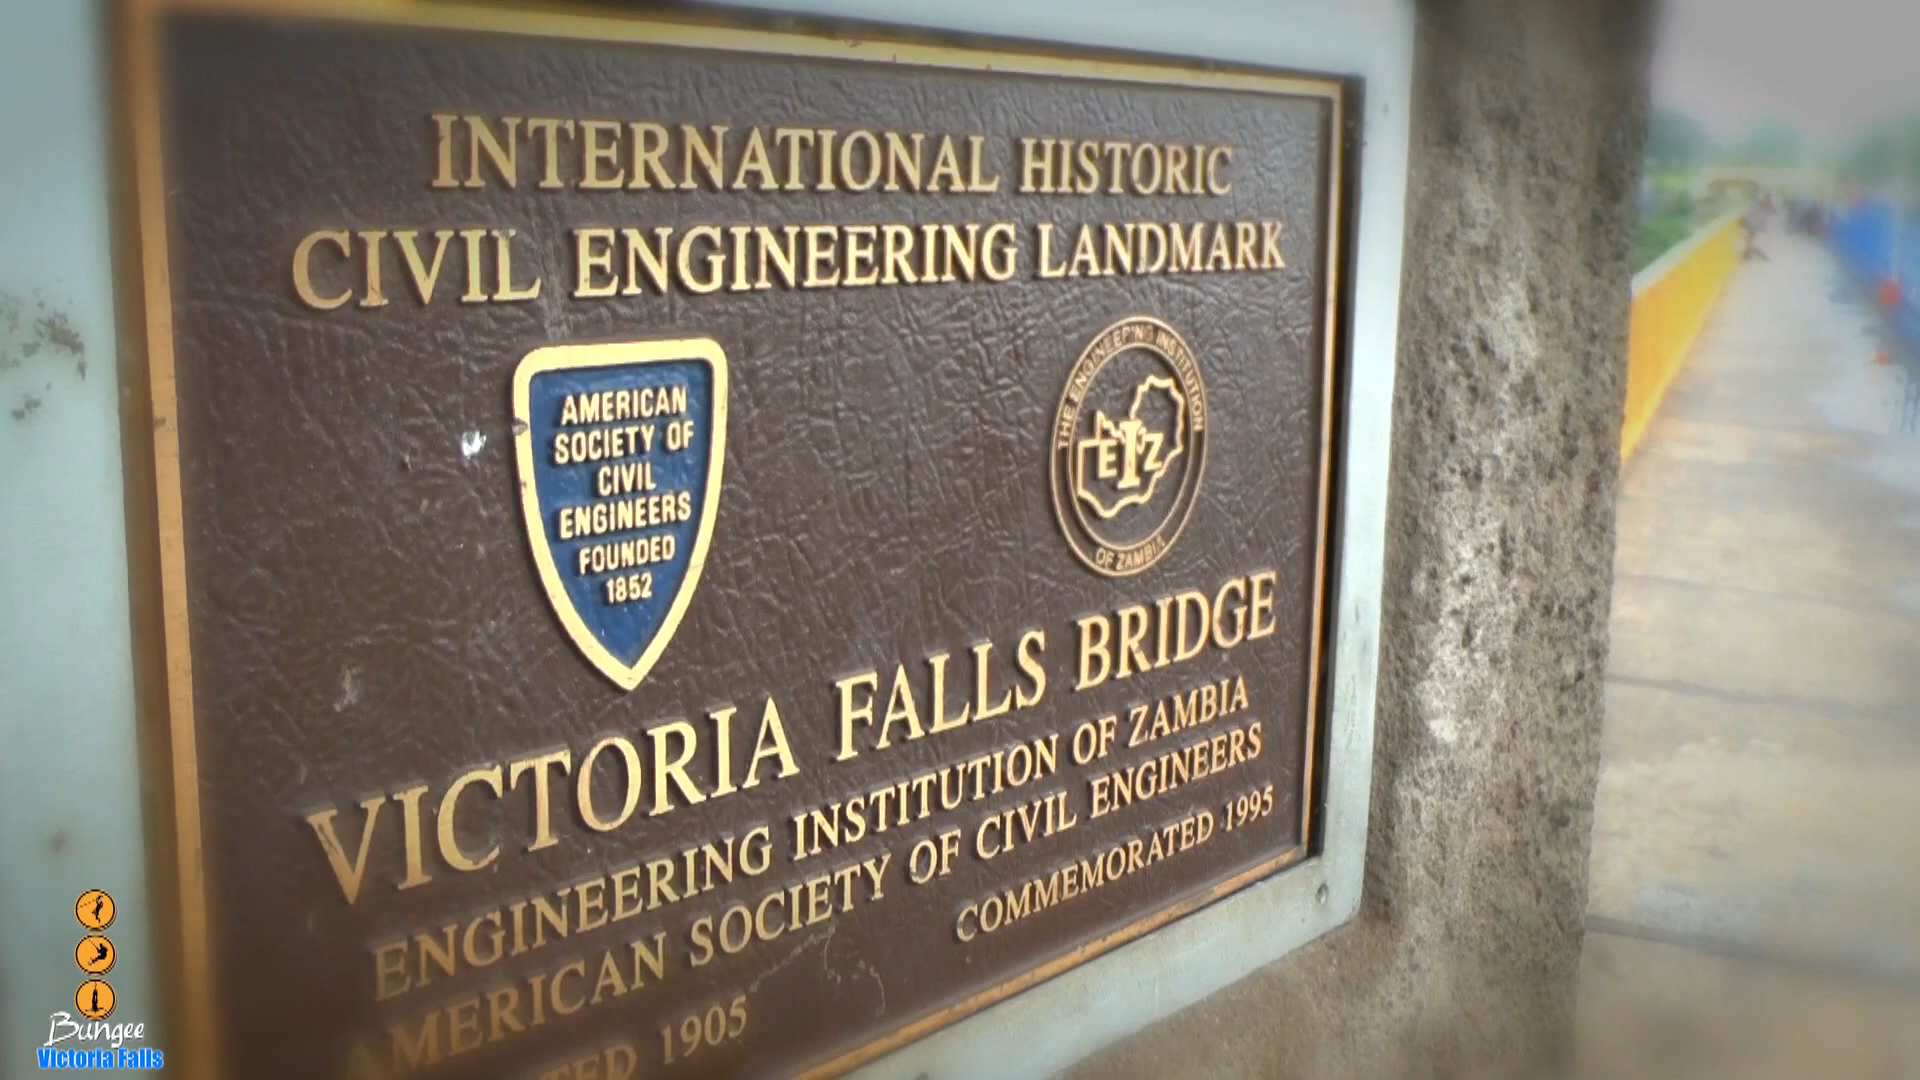 INTERNATIONAL HISTORIC
CIVIL ENGINEERING LANDMARK
AMERICAN
SOCIETY OF
CIVIL
ENGINEERS
FOUNDED
1852
THE ENGINEERING INSTITUTION
EIZ
OF ZAMBIA
VICTORIA FALLS BRIDGE
ENGINEERING INSTITUTION OF ZAMBIA
AMERICAN SOCIETY OF CIVIL ENGINEERS
1905
COMMEMORATED 1995
Bungee
Victoria Falls